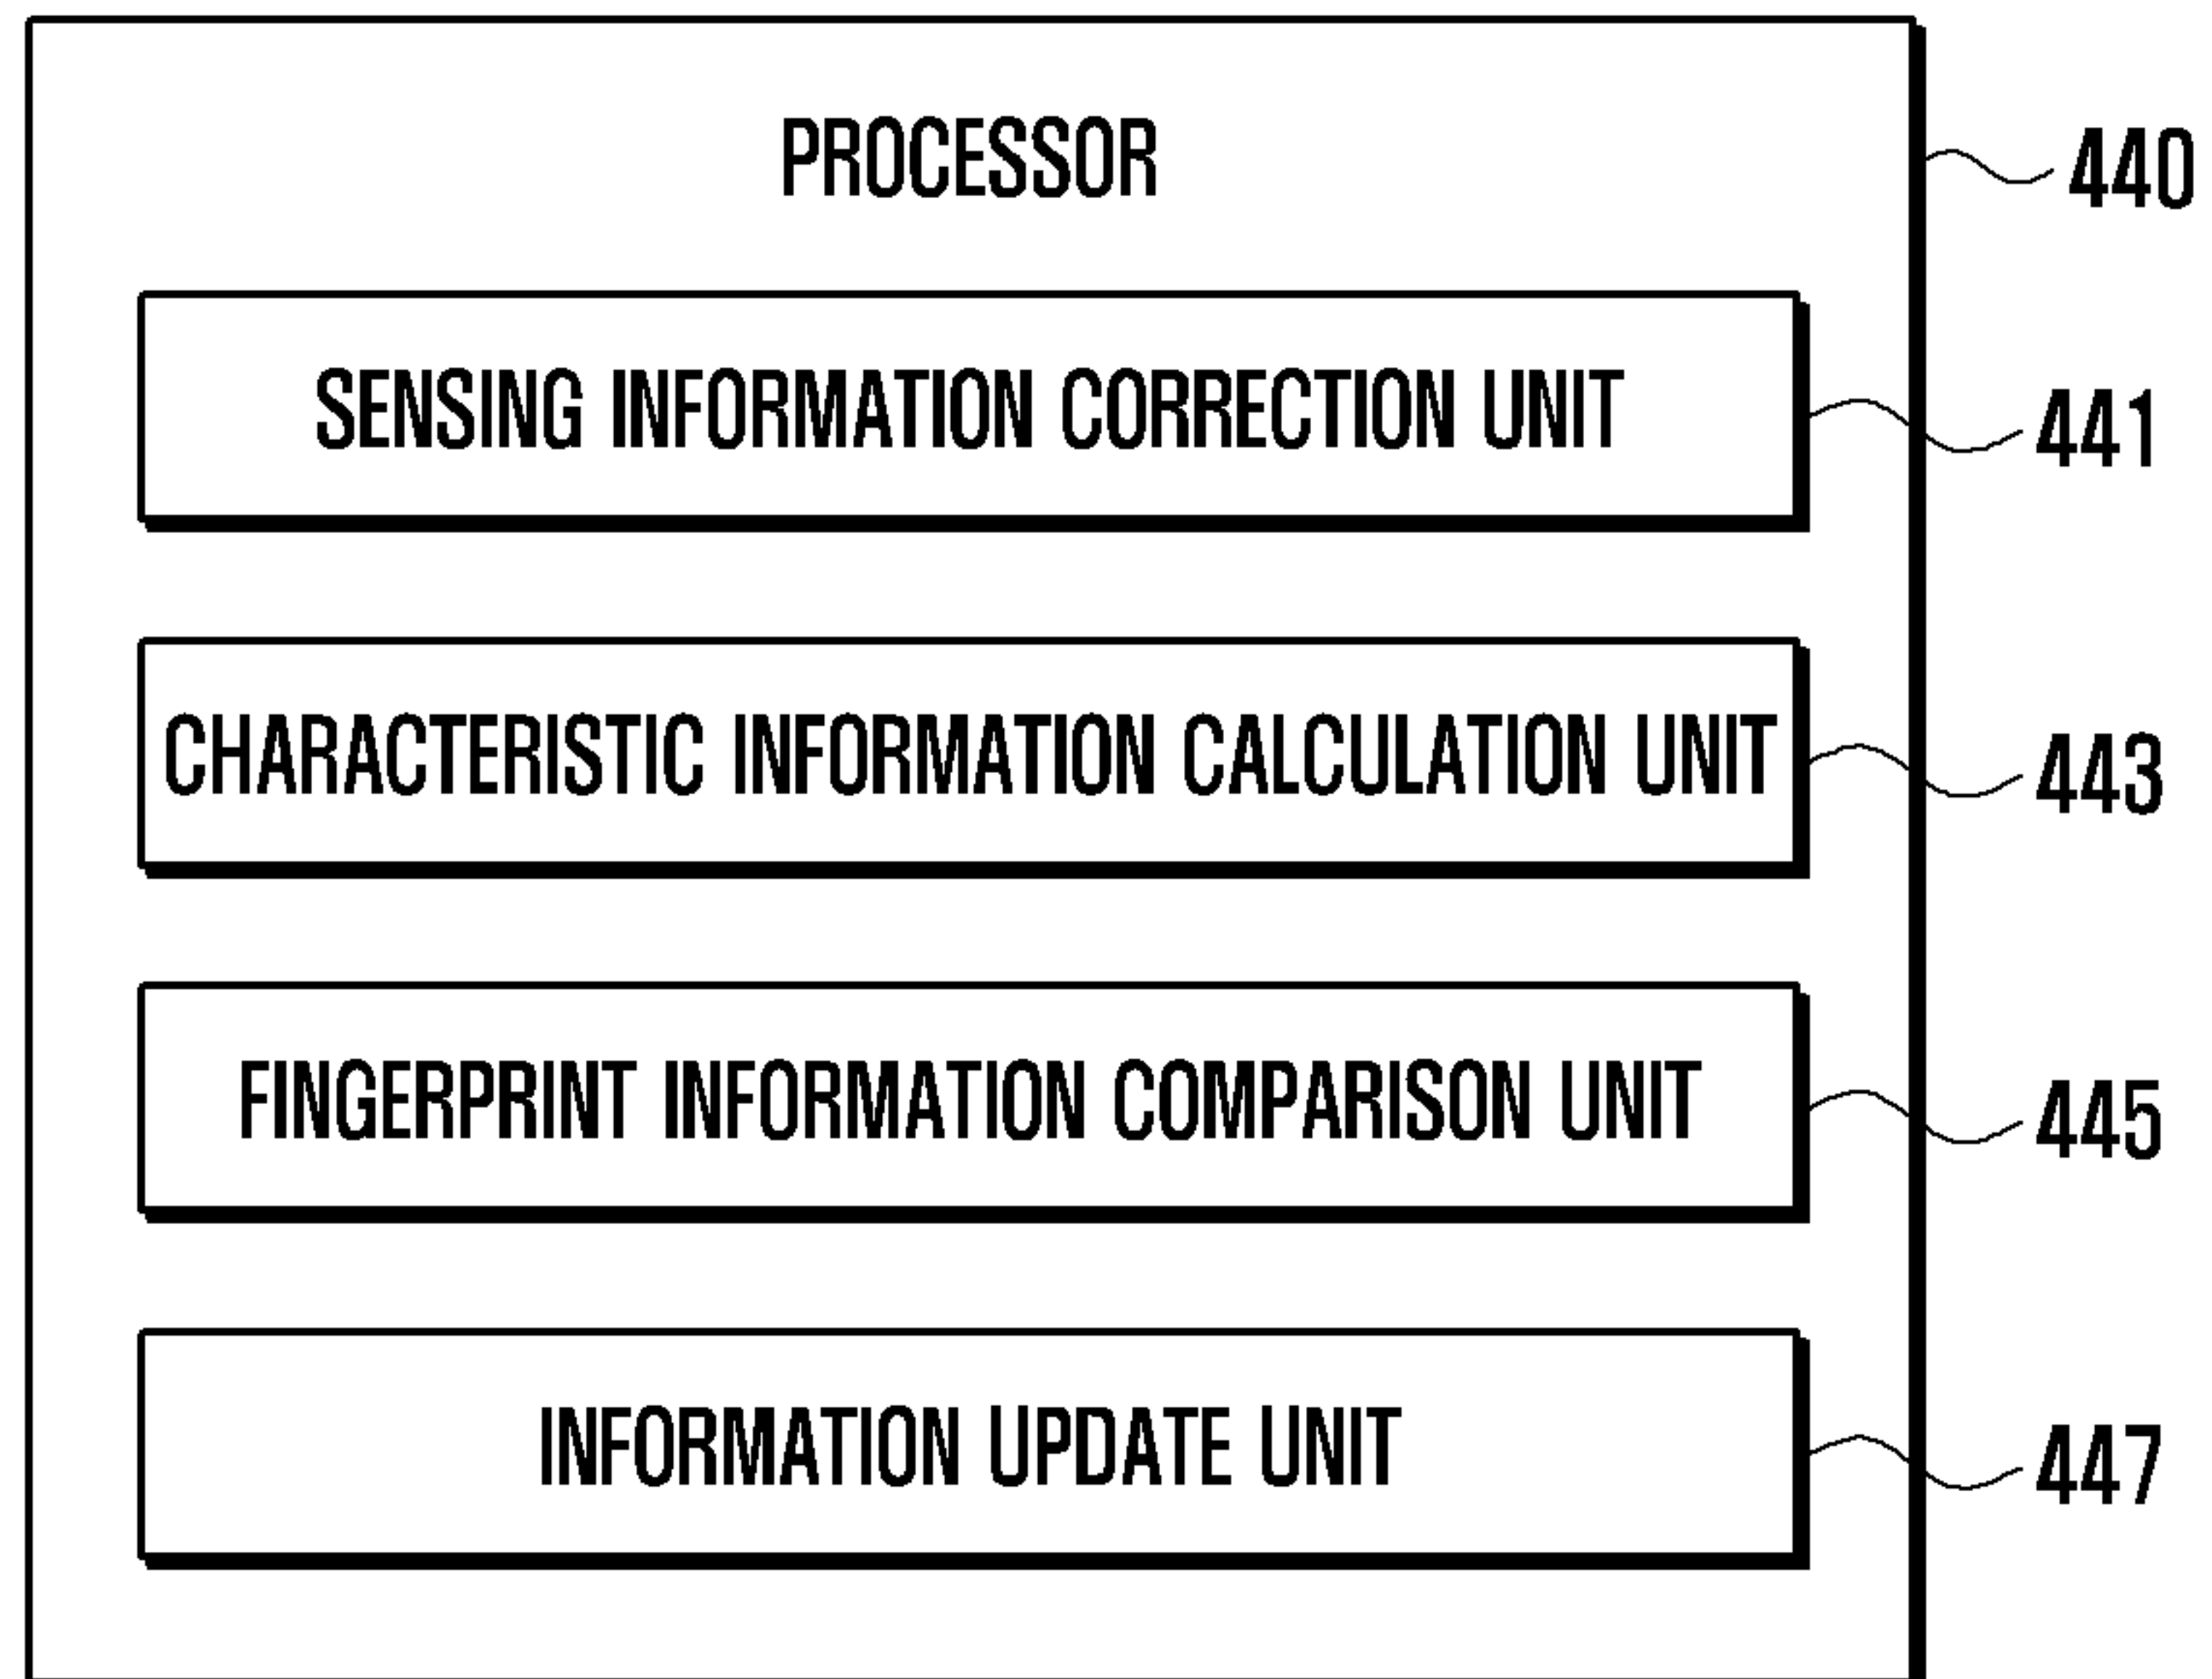 PROCESSOR
440
SENSING INFORMATION CORRECTION UNIT
441
CHARACTERISTIC INFORMATION CALCULATION UNIT
443
FINGERPRINT INFORMATION COMPARISON UNIT
445
INFORMATION UPDATE UNIT
447